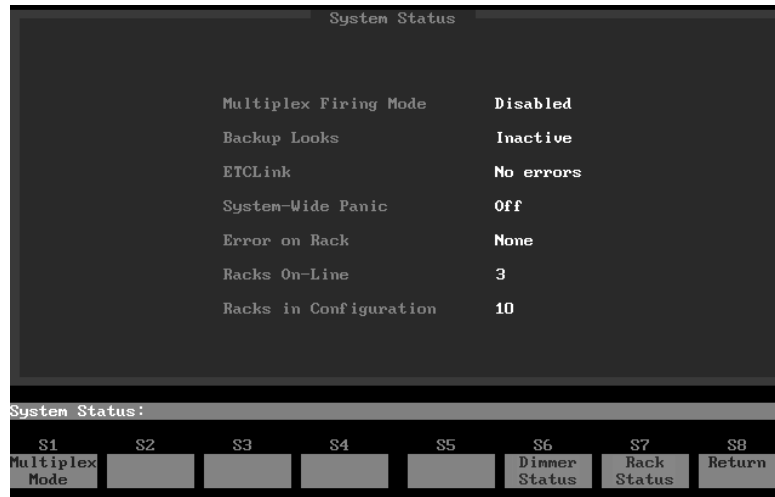 System Status
Multiplex Firing Mode Disabled
Backup Looks Inactive
ETCLink No errors
System-Wide Panic Off
Error on Rack None
Racks On-Line 3
Racks in Configuration 10
System Status:
S1 S2 S3 S4 S5 S6 S7 S8
Multiplex Dimmer Rack Return
Mode Status Status